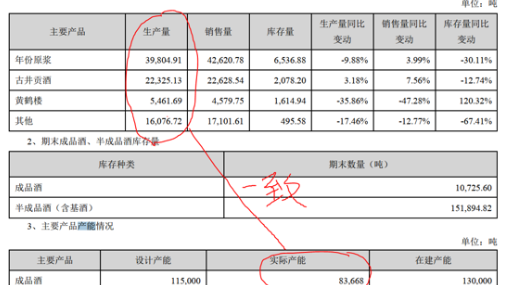 单位：吨
主要产品 生产量 销售量 库存量 生产量同比变动 销售量同比变动 库存量同比变动
年份原浆 39,804.91 42,620.78 6,536.88 -9.88% 3.99% -30.11%
古井贡酒 22,325.13 22,628.54 2,078.20 3.18% 7.56% -12.74%
黄鹤楼 5,461.69 4,579.75 1,614.94 -35.86% -47.28% 120.32%
其他 16,076.72 17,101.61 495.58 -17.46% -12.77% -67.41%
2、期末成品酒、半成品酒库存量
库存种类 期末数量（吨）
成品酒 10,725.60
半成品酒（含基酒） 151,894.82
一致
3、主要产品产能情况
单位：吨
主要产品 设计产能 实际产能 在建产能
成品酒 115,000 83,668 130,000